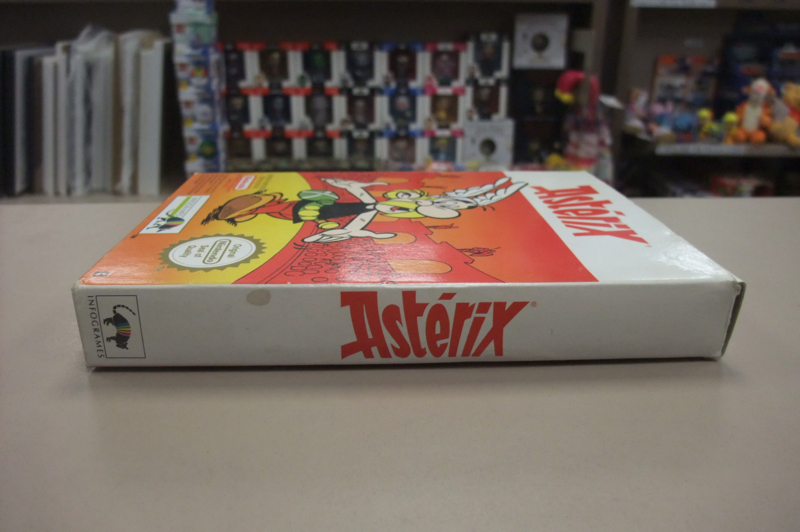 Astérix
Original
Nintendo
Seal of
Quality
INFOGRAMES
Astérix